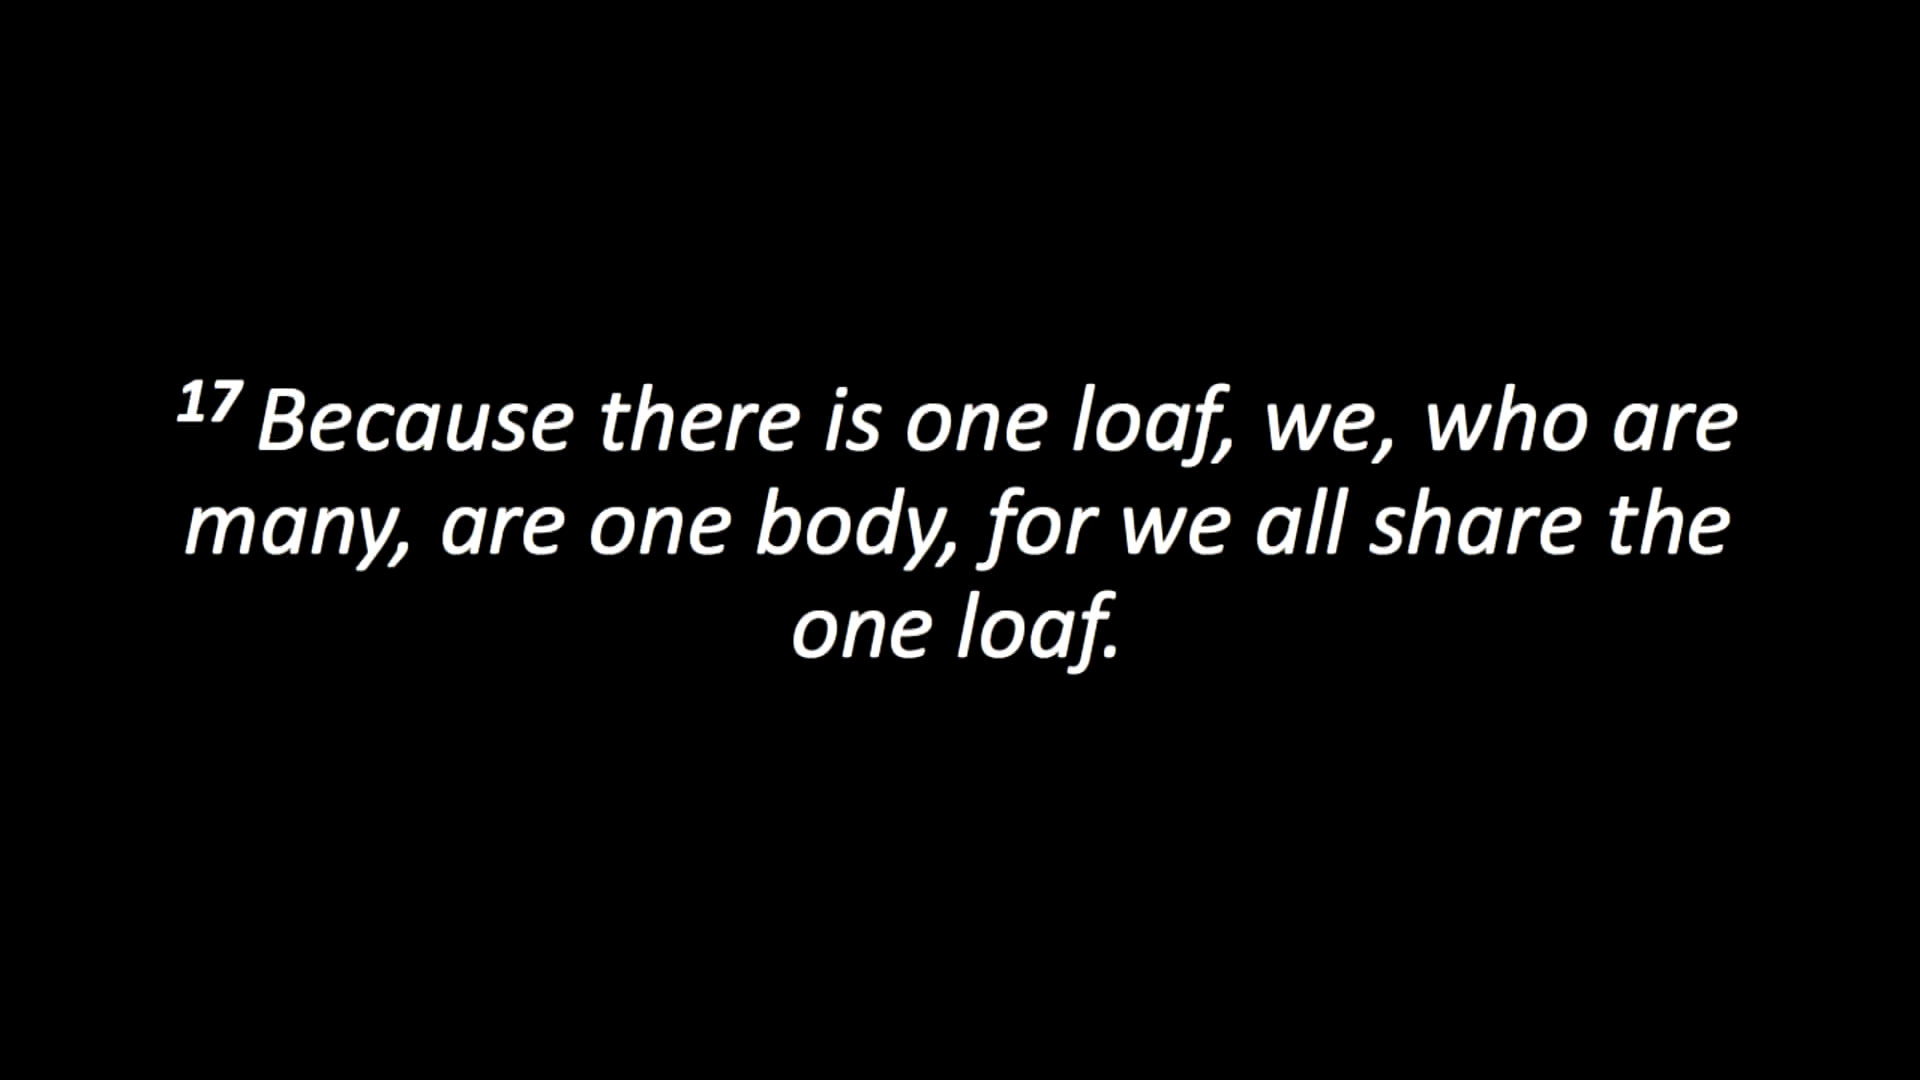 17 Because there is one loaf, we, who are
many, are one body, for we all share the
one loaf.